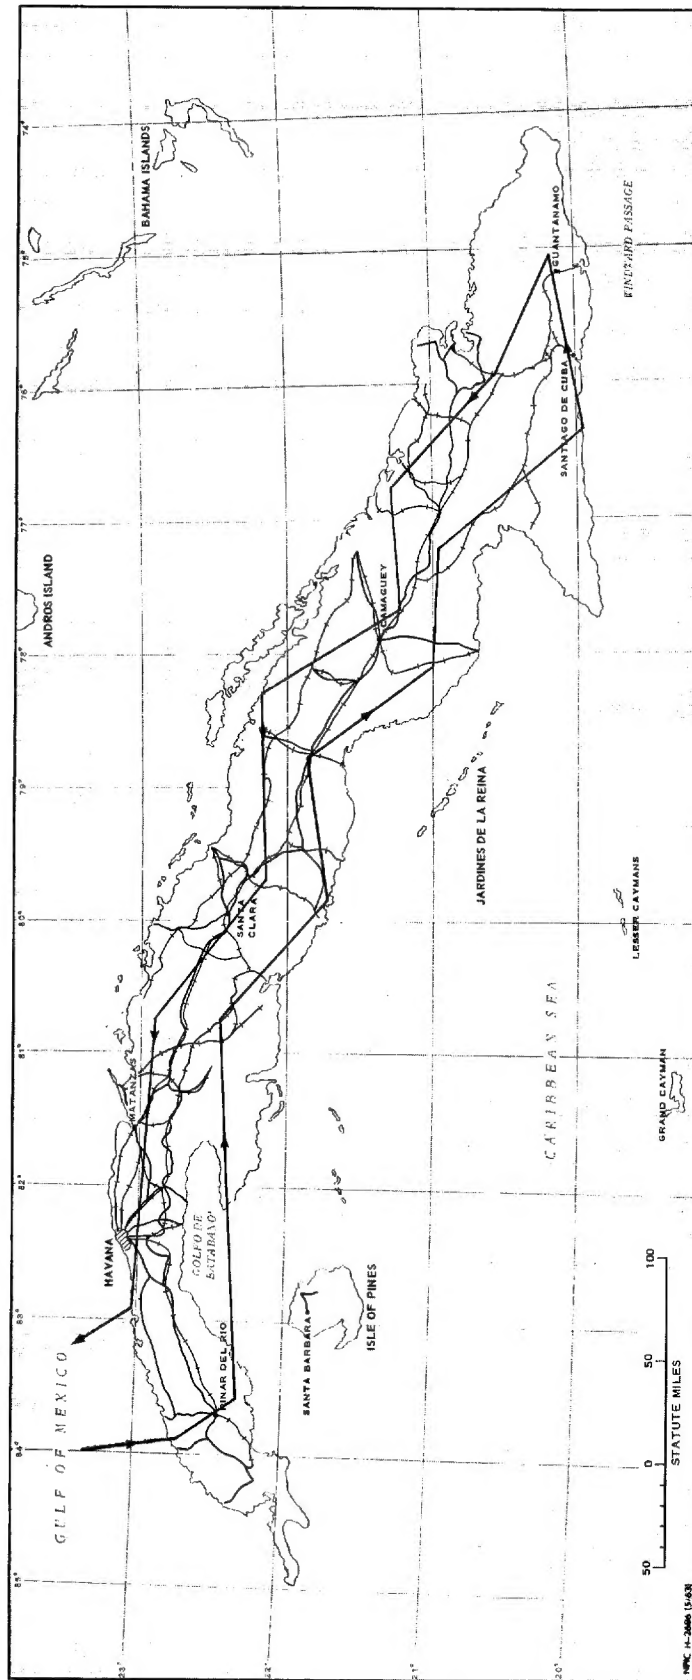 74°
75°
76°
77°
78°
79°
80°
81°
82°
83°
84°
85°
23°
22°
21°
20°
BAHAMA ISLANDS
ANDROS ISLAND
GULF OF MEXICO
HAVANA
MATANZAS
SANTA
CLARA
CAMAGUEY
GUANTANAMO
SANTIAGO DE CUBA
WINDWARD PASSAGE
PINAR DEL RIO
GOLFO DE
BATABANO
SANTA BARBARA
ISLE OF PINES
JARDINES DE LA REINA
CARIBBEAN SEA
LESSER CAYMANS
GRAND CAYMAN
50 0 50 100
STATUTE MILES